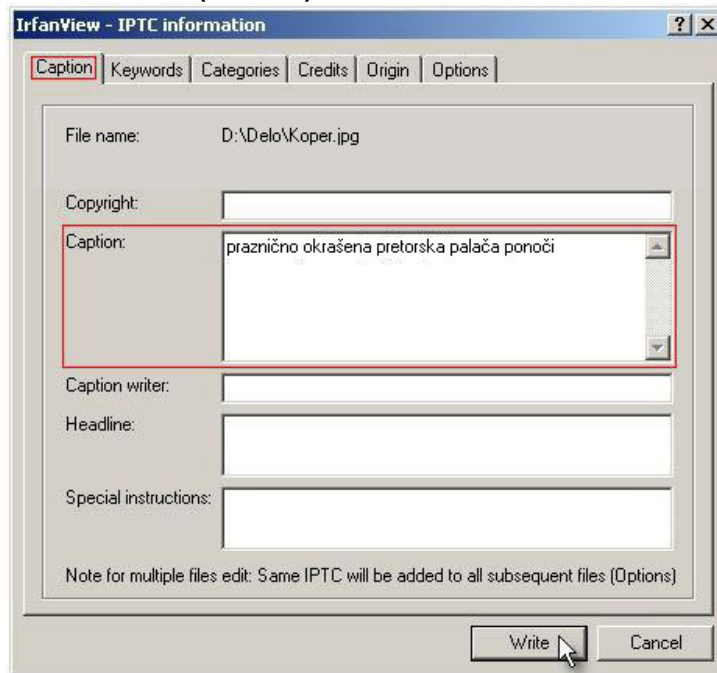 IrfanView - IPTC information
Caption Keywords Categories Credits Origin Options
File name: D:\Delo\Koper.jpg
Copyright:
Caption: praznično okrašena pretorska palača ponoči
Caption writer:
Headline:
Special instructions:
Note for multiple files edit: Same IPTC will be added to all subsequent files (Options)
Write Cancel